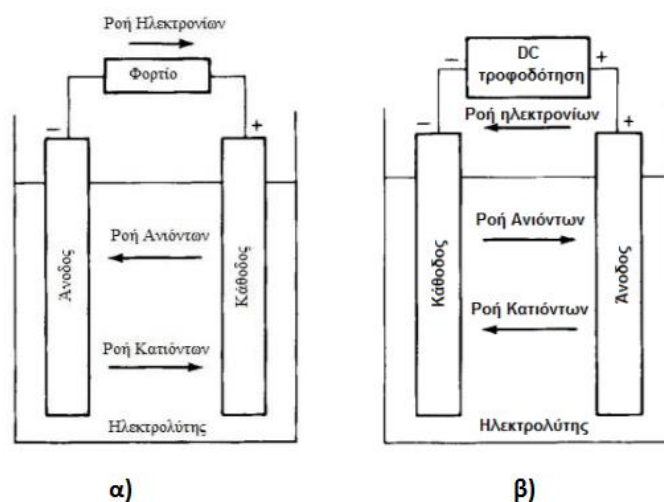 Ροή Ηλεκτρονίων
Φορτίο
−
+
Άνοδος
Κάθοδος
Ροή Ανιόντων
Ροή Κατιόντων
Ηλεκτρολύτης
α)
DC
τροφοδότηση
−
+
Ροή ηλεκτρονίων
+
Κάθοδος
Άνοδος
Ροή Ανιόντων
Ροή Κατιόντων
Ηλεκτρολύτης
−
β)